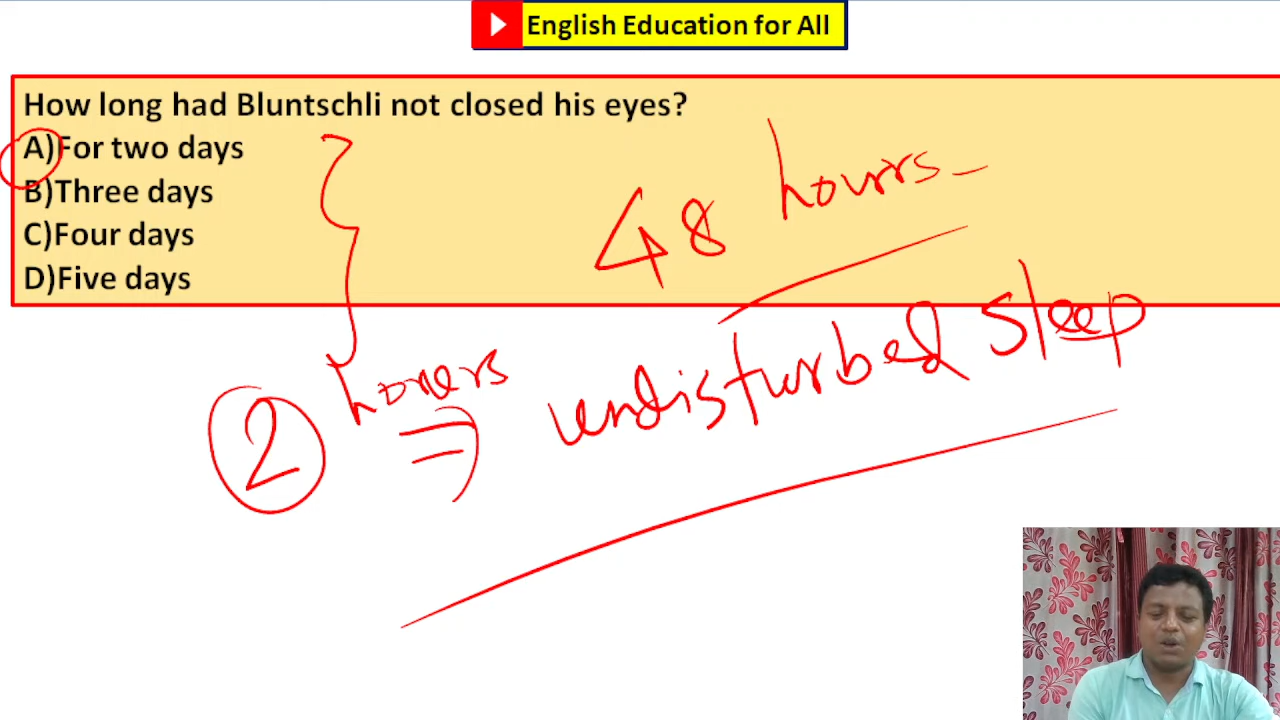 English Education for All
How long had Bluntschli not closed his eyes?
A)For two days
B)Three days
C)Four days
D)Five days
48 hours
2 hours ⇒ undisturbed sleep